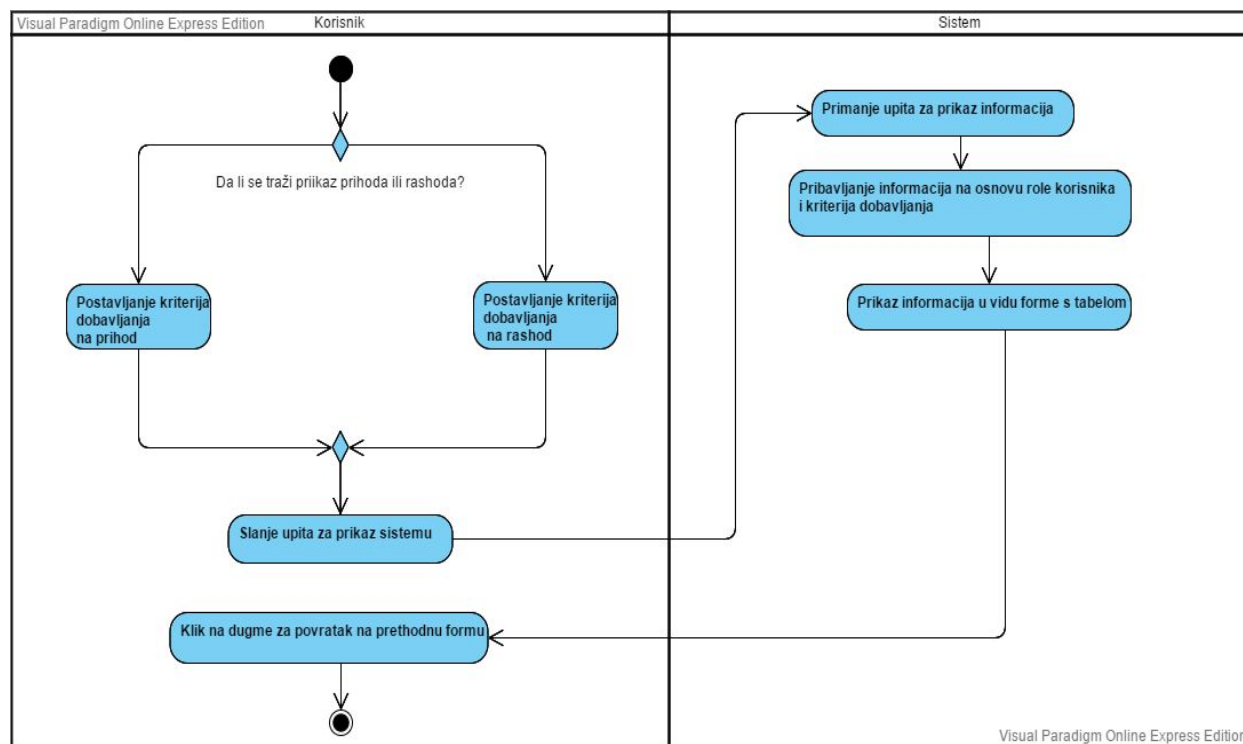 Visual Paradigm Online Express Edition
Korisnik
Sistem
Da li se traži priikaz prihoda ili rashoda?
Postavljanje kriterija
dobavljanja
na prihod
Postavljanje kriterija
dobavljanja
na rashod
Slanje upita za prikaz sistemu
Primanje upita za prikaz informacija
Pribavljanje informacija na osnovu role korisnika
i kriterija dobavljanja
Prikaz informacija u vidu forme s tabelom
Klik na dugme za povratak na prethodnu formu
Visual Paradigm Online Express Edition